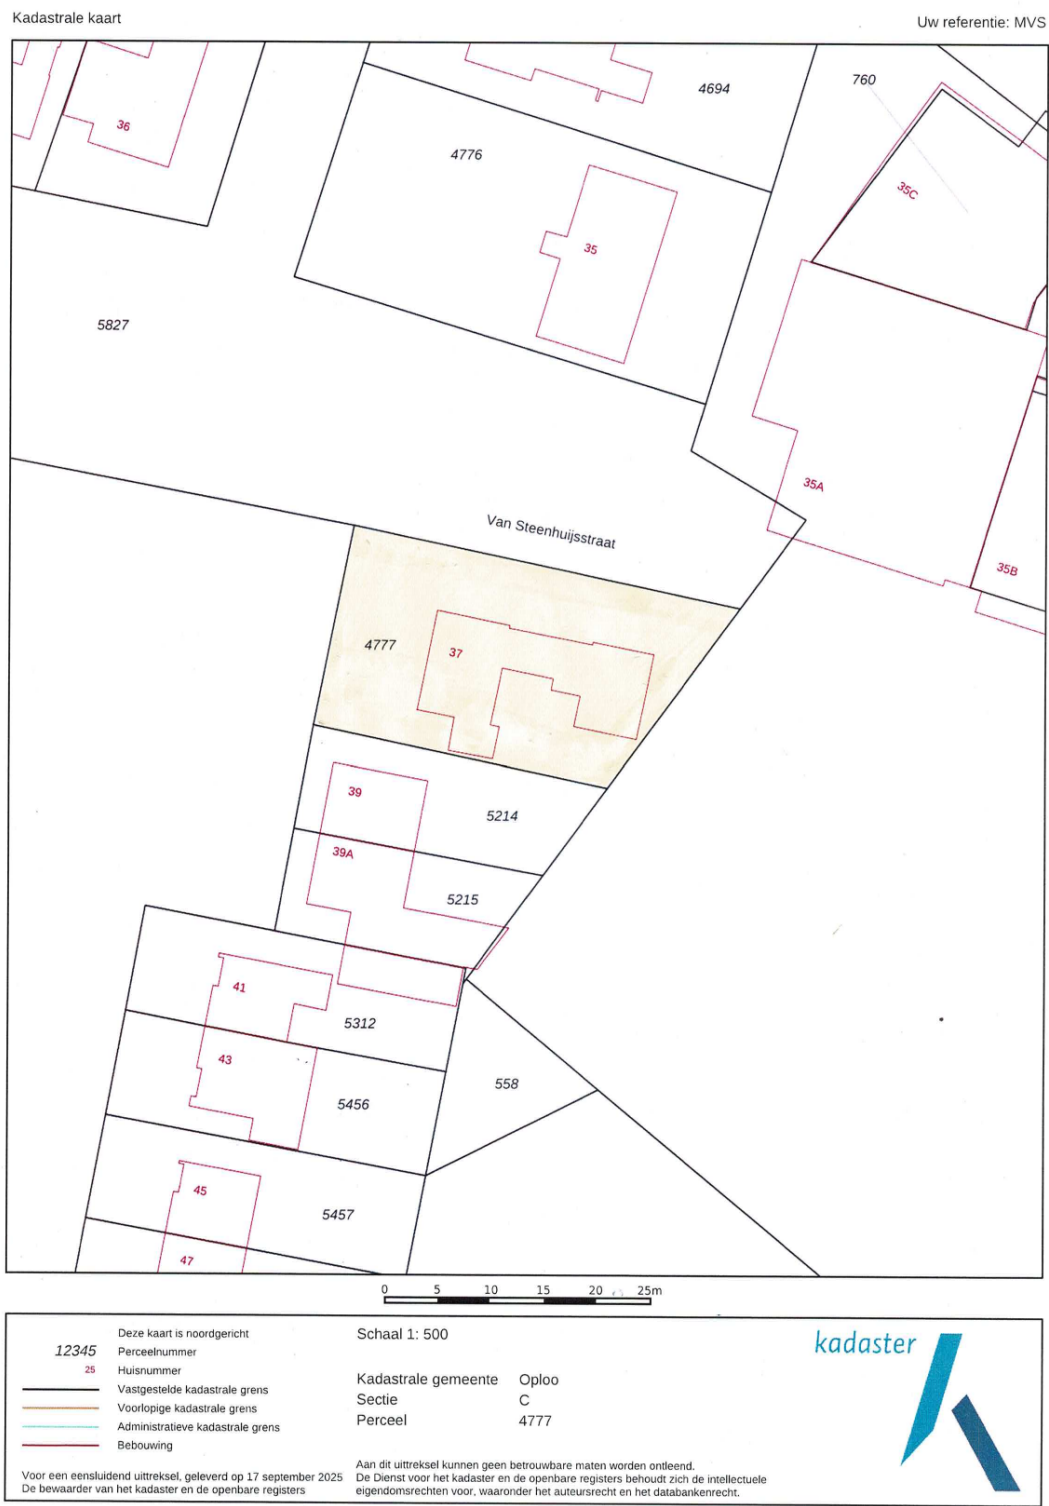 Kadastrale kaart
Uw referentie: MVS
4694
760
36
4776
35C
35
5827
35A
Van Steenhuijsstraat
35B
4777
37
39
5214
39A
5215
41
5312
43
558
5456
45
5457
47
0 5 10 15 20 25m
Deze kaart is noordgericht
12345 Perceelnummer
25 Huisnummer
Vastgestelde kadastrale grens
Voorlopige kadastrale grens
Administratieve kadastrale grens
Bebouwing
Voor een eensluidend uittreksel, geleverd op 17 september 2025
De bewaarder van het kadaster en de openbare registers
Schaal 1: 500
Kadastrale gemeente Oploo
Sectie C
Perceel 4777
Aan dit uittreksel kunnen geen betrouwbare maten worden ontleend.
De Dienst voor het kadaster en de openbare registers behoudt zich de intellectuele
eigendomsrechten voor, waaronder het auteursrecht en het databankenrecht.
kadaster